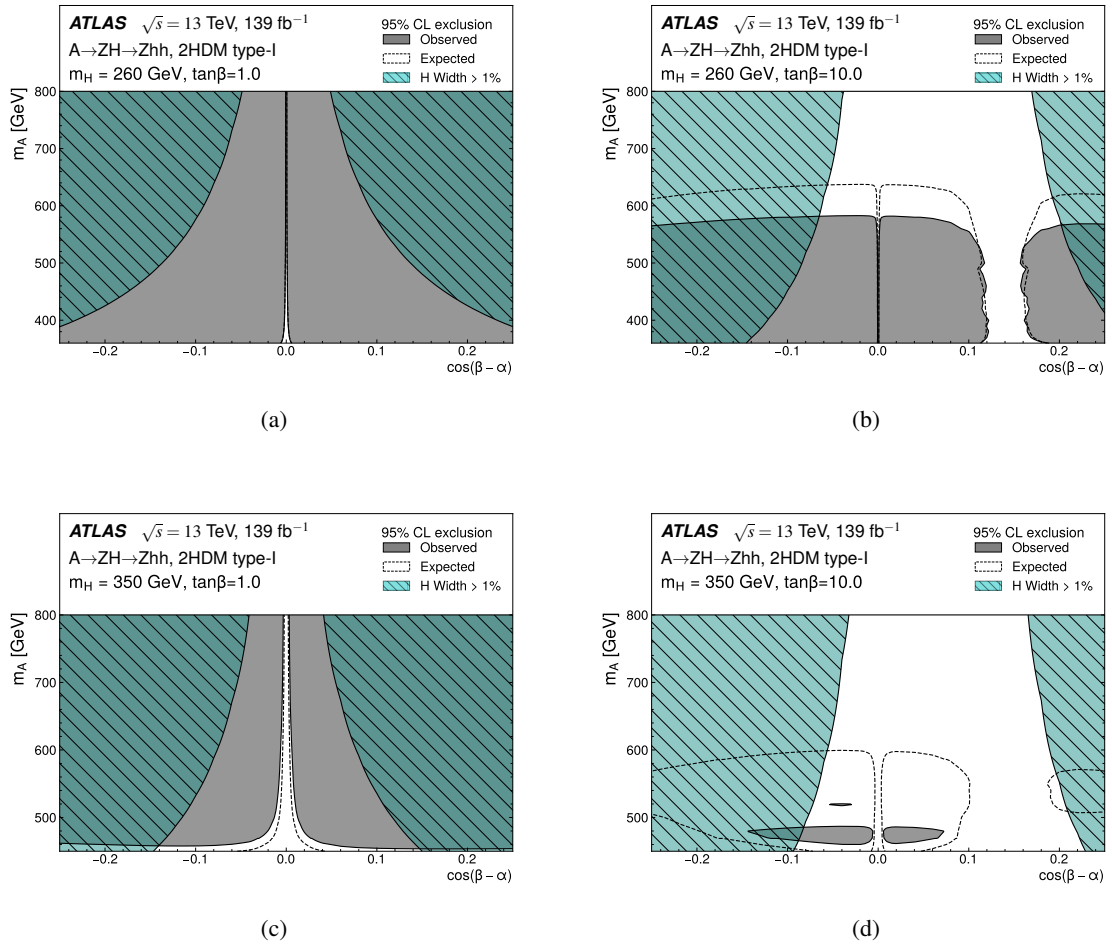 ATLAS √s = 13 TeV, 139 fb⁻¹
A→ZH→Zhh, 2HDM type-I
m_H = 260 GeV, tanβ=1.0
95% CL exclusion
Observed
Expected
H Width > 1%
m_A [GeV]
800
700
600
500
400
−0.2 −0.1 0.0 0.1 0.2
cos(β − α)
(a)
ATLAS √s = 13 TeV, 139 fb⁻¹
A→ZH→Zhh, 2HDM type-I
m_H = 260 GeV, tanβ=10.0
95% CL exclusion
Observed
Expected
H Width > 1%
m_A [GeV]
800
700
600
500
400
−0.2 −0.1 0.0 0.1 0.2
cos(β − α)
(b)
ATLAS √s = 13 TeV, 139 fb⁻¹
A→ZH→Zhh, 2HDM type-I
m_H = 350 GeV, tanβ=1.0
95% CL exclusion
Observed
Expected
H Width > 1%
m_A [GeV]
800
700
600
500
−0.2 −0.1 0.0 0.1 0.2
cos(β − α)
(c)
ATLAS √s = 13 TeV, 139 fb⁻¹
A→ZH→Zhh, 2HDM type-I
m_H = 350 GeV, tanβ=10.0
95% CL exclusion
Observed
Expected
H Width > 1%
m_A [GeV]
800
700
600
500
−0.2 −0.1 0.0 0.1 0.2
cos(β − α)
(d)